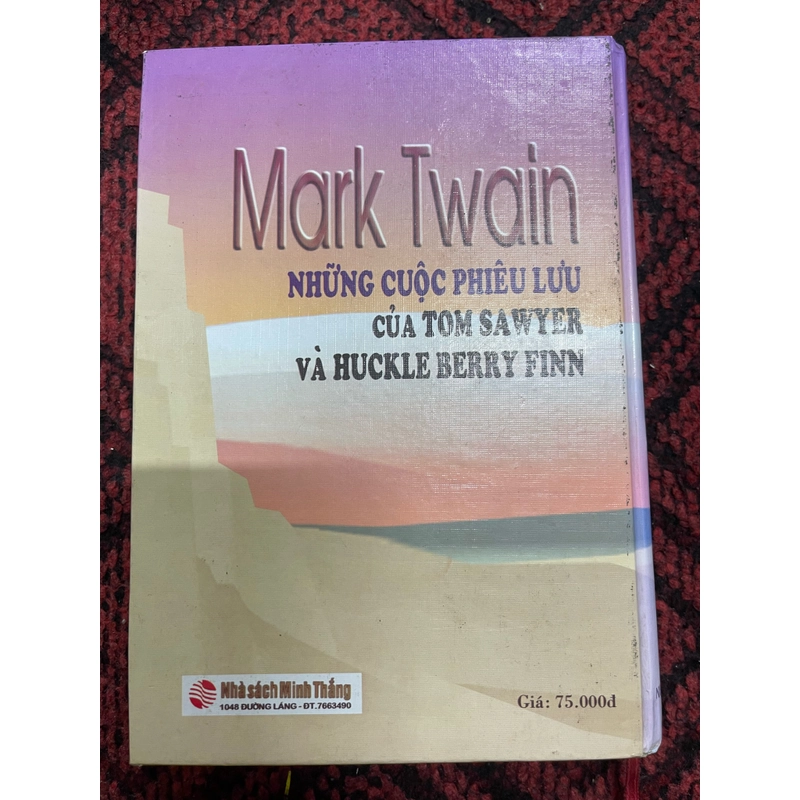 Mark Twain
NHỮNG CUỘC PHIÊU LƯU
CỦA TOM SAWYER
VÀ HUCKLE BERRY FINN
Nhà sách Minh Thắng
1048 ĐƯỜNG LÁNG - ĐT.7663490
Giá: 75.000đ